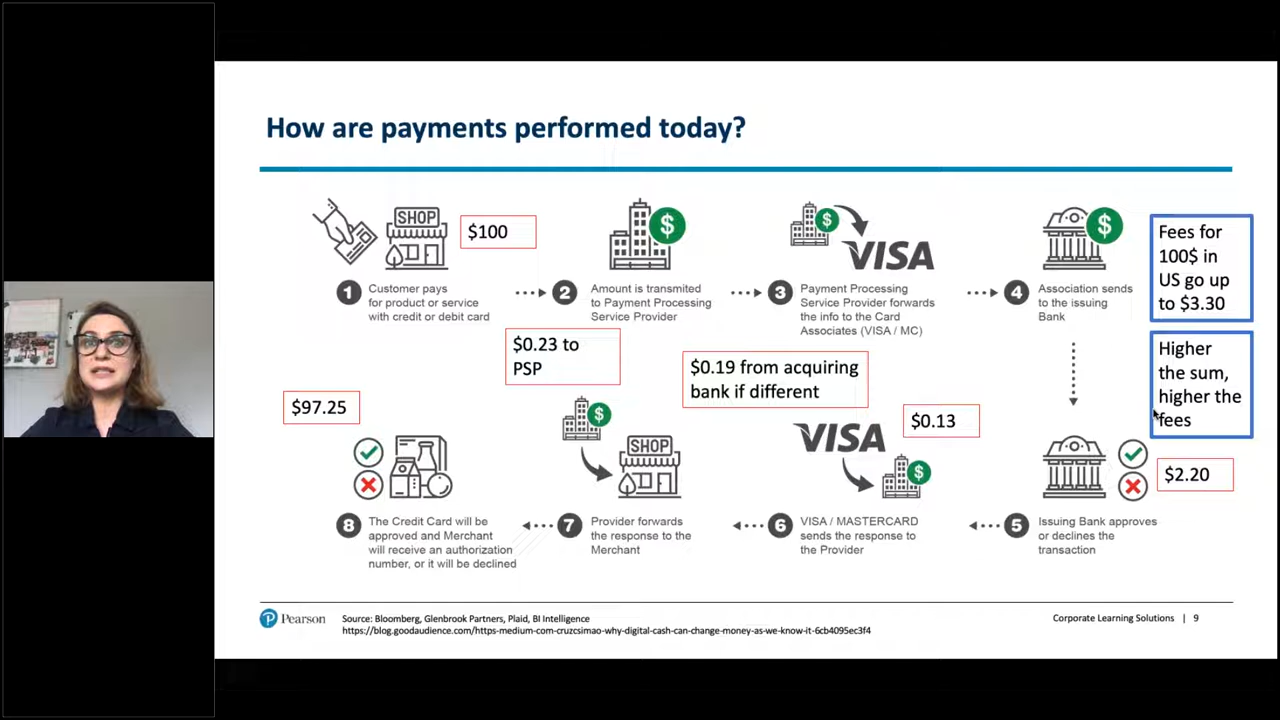 How are payments performed today?
SHOP
$100
$
$
VISA
$
Fees for
100$ in
US go up
to $3.30
1
Customer pays
for product or service
with credit or debit card
2
Amount is transmited
to Payment Processing
Service Provider
3
Payment Processing
Service Provider forwards
the info to the Card
Associates (VISA / MC)
4
Association sends
to the issuing
Bank
Higher
the sum,
higher the
fees
$0.23 to
PSP
$0.19 from acquiring
bank if different
$97.25
$
SHOP
VISA
$0.13
$
$2.20
8
The Credit Card will be
approved and Merchant
will receive an authorization
number, or it will be declined
7
Provider forwards
the response to the
Merchant
6
VISA / MASTERCARD
sends the response to
the Provider
5
Issuing Bank approves
or declines the
transaction
P Pearson
Source: Bloomberg, Glenbrook Partners, Plaid, BI Intelligence
https://blog.goodaudience.com/https-medium-com-cruzcsimao-why-digital-cash-can-change-money-as-we-know-it-6cb4095ec3f4
Corporate Learning Solutions | 9